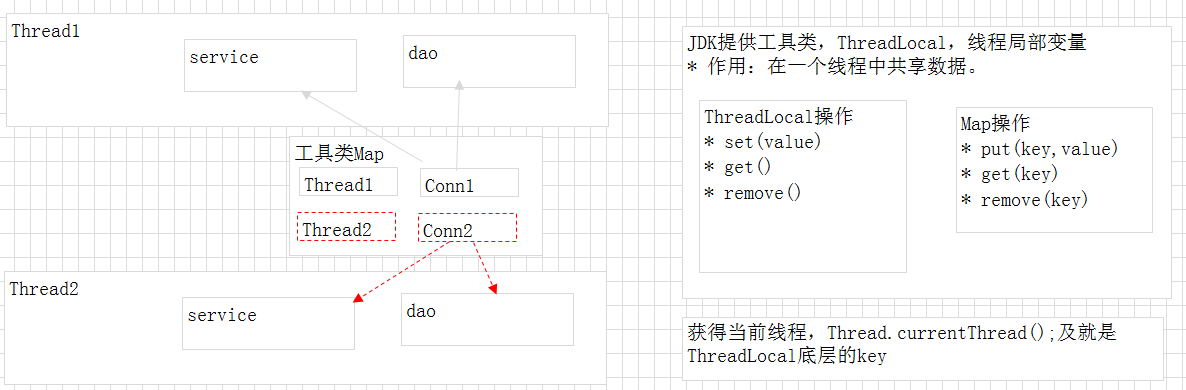 Thread1
service
dao
工具类Map
Thread1
Conn1
Thread2
Conn2
Thread2
service
dao
JDK提供工具类，ThreadLocal，线程局部变量
* 作用：在一个线程中共享数据。
ThreadLocal操作
* set(value)
* get()
* remove()
Map操作
* put(key,value)
* get(key)
* remove(key)
获得当前线程，Thread.currentThread();及就是
ThreadLocal底层的key